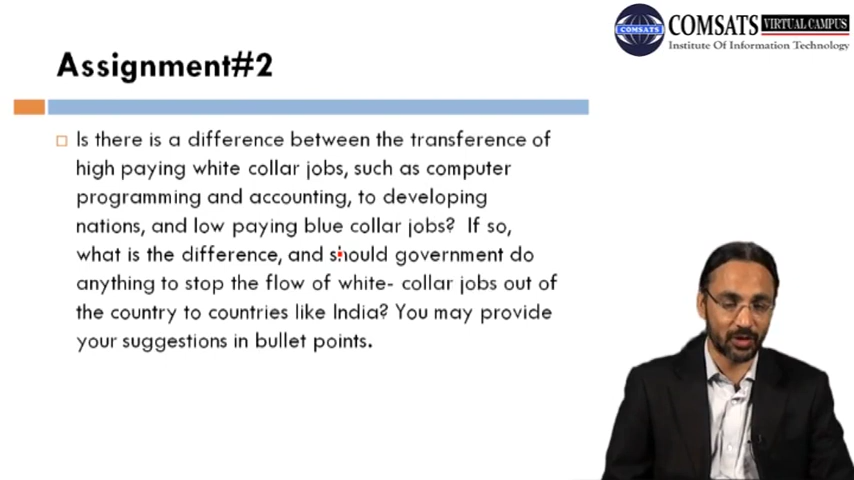 COMSATS
COMSATS VIRTUAL CAMPUS
Institute Of Information Technology
Assignment#2
Is there is a difference between the transference of
high paying white collar jobs, such as computer
programming and accounting, to developing
nations, and low paying blue collar jobs? If so,
what is the difference, and should government do
anything to stop the flow of white- collar jobs out of
the country to countries like India? You may provide
your suggestions in bullet points.